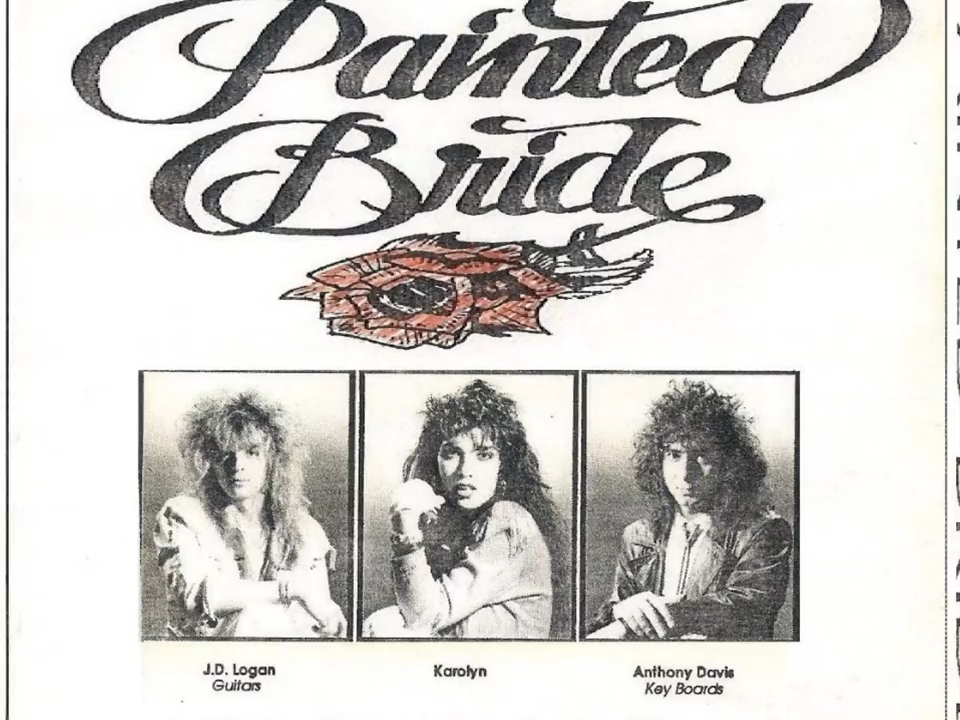 Painted
Bride
J.D. Logan
Guitars
Karolyn
Anthony Davis
Key Boards